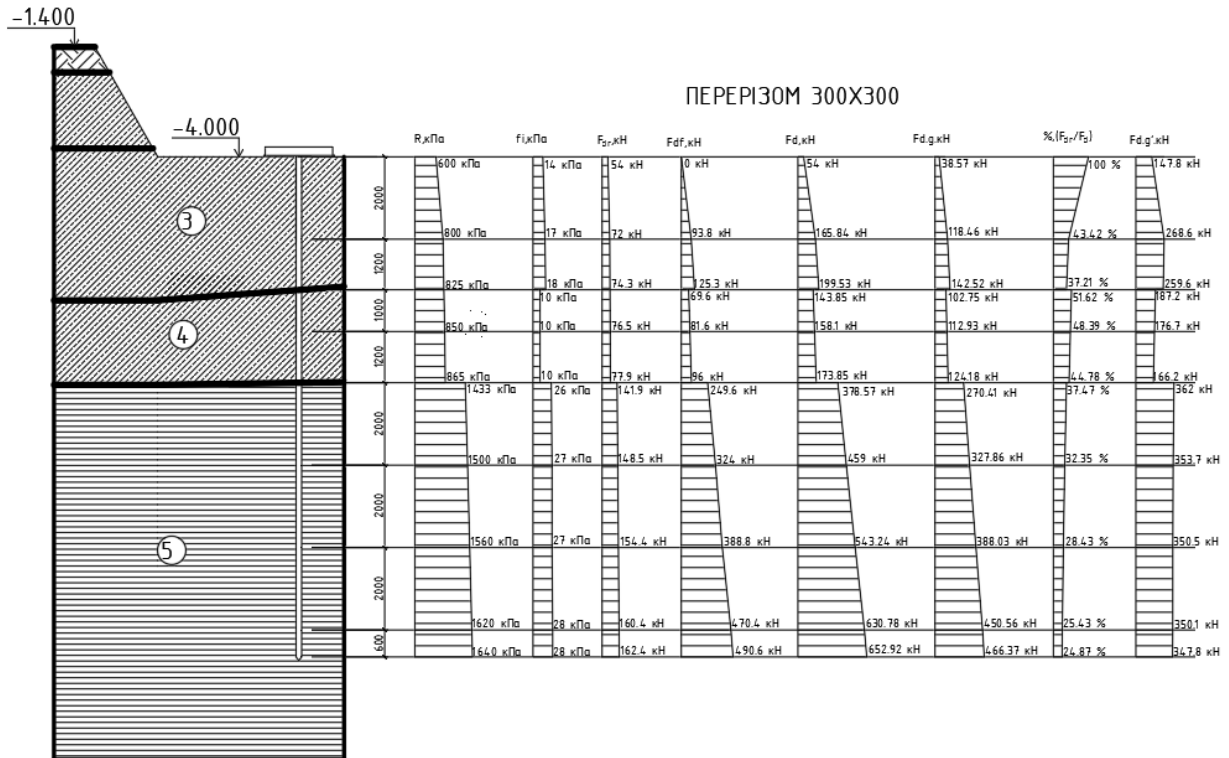 -1.400
ПЕРЕРІЗОМ 300X300
-4.000
R,кПа fi,кПа Fdf,кН Fd,кН Fd.g.кН Fd.g'.кН
600 кПа 14 кПа 54 кН 0 кН 54 кН 38.57 кН 100 % 147.8 кН
2000
3
800 кПа 17 кПа 72 кН 93.8 кН 165.84 кН 118.46 кН 43.42 % 268.6 кН
1200
825 кПа 18 кПа 74.3 кН 125.3 кН 199.53 кН 142.52 кН 37.21 % 259.6 кН
10 кПа 69.6 кН 143.85 кН 102.75 кН 51.62 % 187.2 кН
1000
4
850 кПа 10 кПа 76.5 кН 81.6 кН 158.1 кН 112.93 кН 48.39 % 176.7 кН
1200
865 кПа 10 кПа 77.9 кН 96 кН 173.85 кН 124.18 кН 44.78 % 166.2 кН
1433 кПа 26 кПа 141.9 кН 249.6 кН 378.57 кН 270.41 кН 37.47 % 362 кН
2000
1500 кПа 27 кПа 148.5 кН 324 кН 459 кН 327.86 кН 32.35 % 353.7 кН
2000
5
1560 кПа 27 кПа 154.4 кН 388.8 кН 543.24 кН 388.03 кН 28.43 % 350.5 кН
2000
1620 кПа 28 кПа 160.4 кН 470.4 кН 630.78 кН 450.56 кН 25.43 % 350.1 кН
600
1640 кПа 28 кПа 162.4 кН 490.6 кН 652.92 кН 466.37 кН 24.87 % 347.8 кН